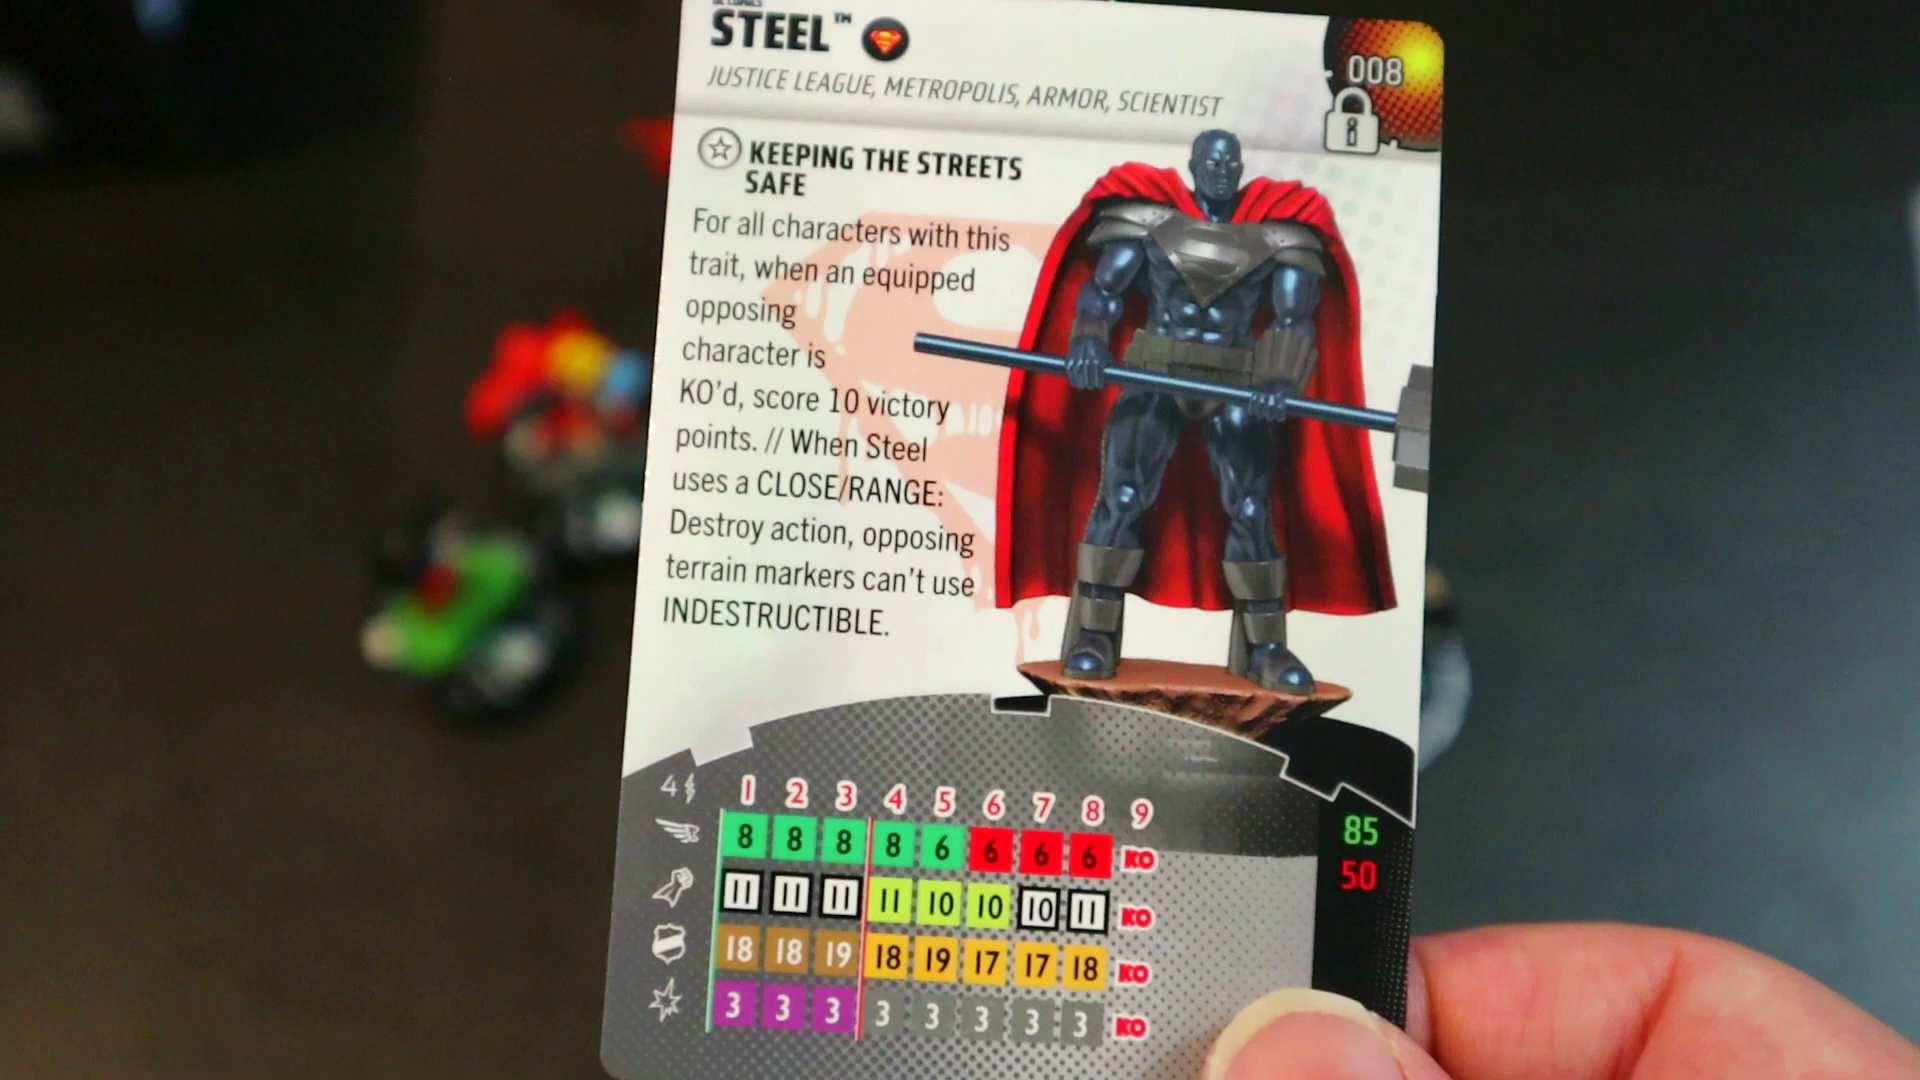 STEEL™
008
JUSTICE LEAGUE, METROPOLIS, ARMOR, SCIENTIST
KEEPING THE STREETS
SAFE
For all characters with this
trait, when an equipped
opposing
character is
KO'd, score 10 victory
points. // When Steel
uses a CLOSE/RANGE:
Destroy action, opposing
terrain markers can't use
INDESTRUCTIBLE.
4 1 2 3 4 5 6 7 8 9
8 8 8 8 6 6 6 6 KO
11 11 11 11 10 10 10 11 KO
18 18 19 18 19 17 17 18 KO
3 3 3 3 3 3 3 3 KO
85
50